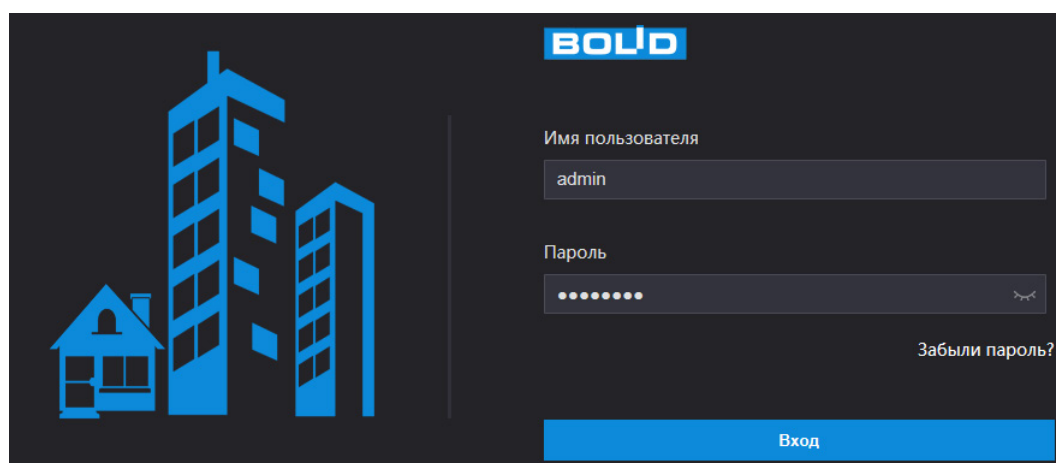 BOLID
Имя пользователя
admin
Пароль
••••••••
Забыли пароль?
Вход